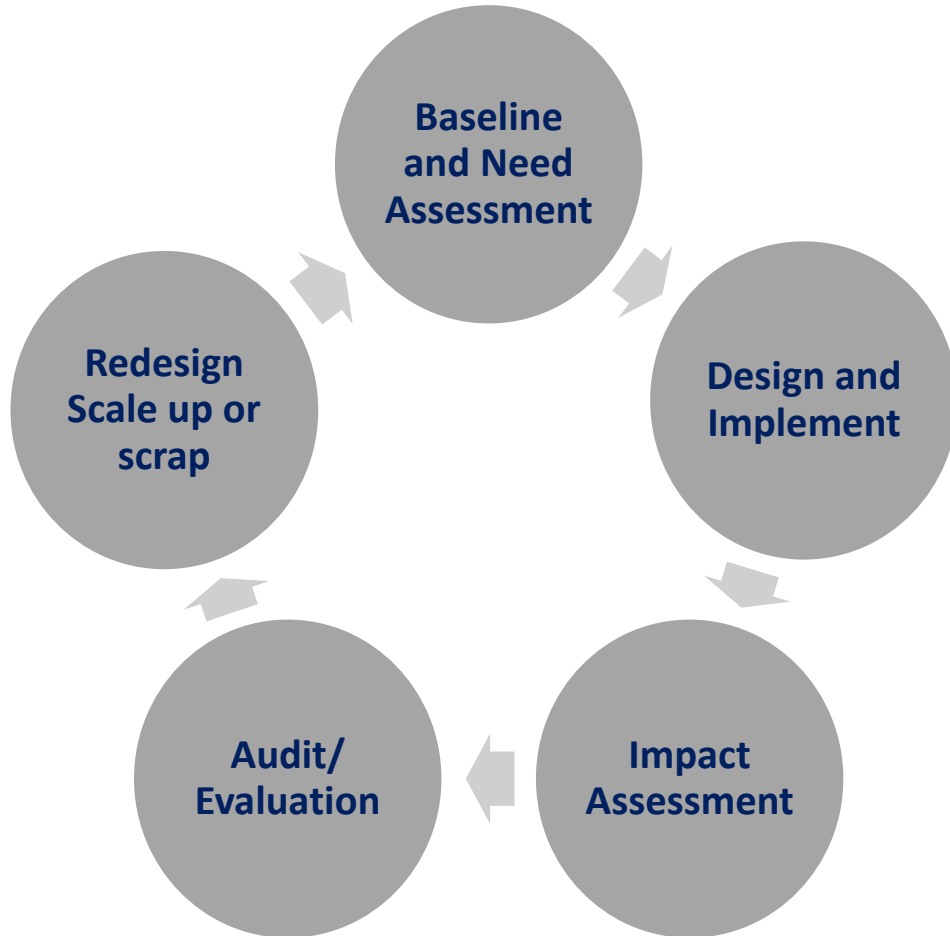 Baseline
and Need
Assessment
Design and
Implement
Impact
Assessment
Audit/
Evaluation
Redesign
Scale up or
scrap